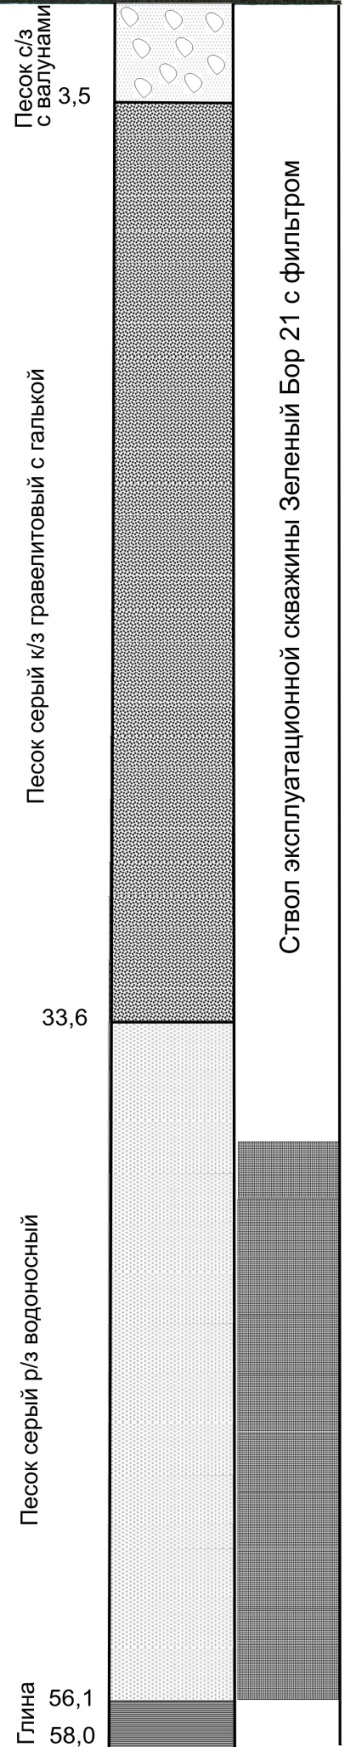 Песок с/з
с валунами
3,5
Песок серый к/з гравелитовый с галькой
Ствол эксплуатационной скважины Зеленый Бор 21 с фильтром
33,6
Песок серый р/з водоносный
56,1
Глина
58,0